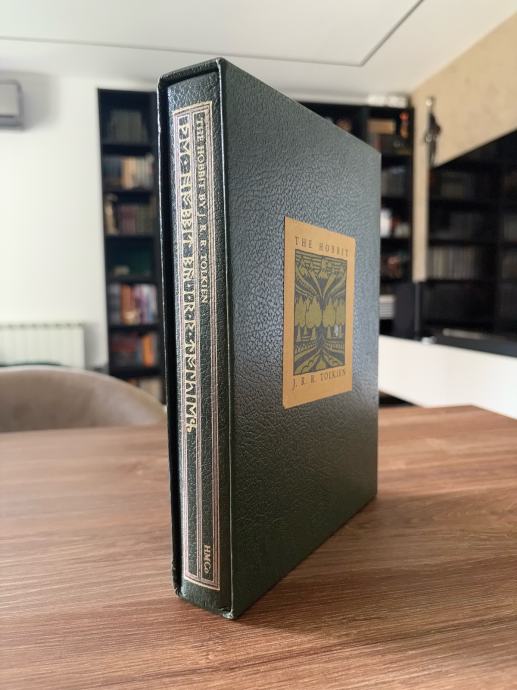 THE HOBBIT BY J. R. R. TOLKIEN
HMCo.
THE HOBBIT
J. R. R. TOLKIEN